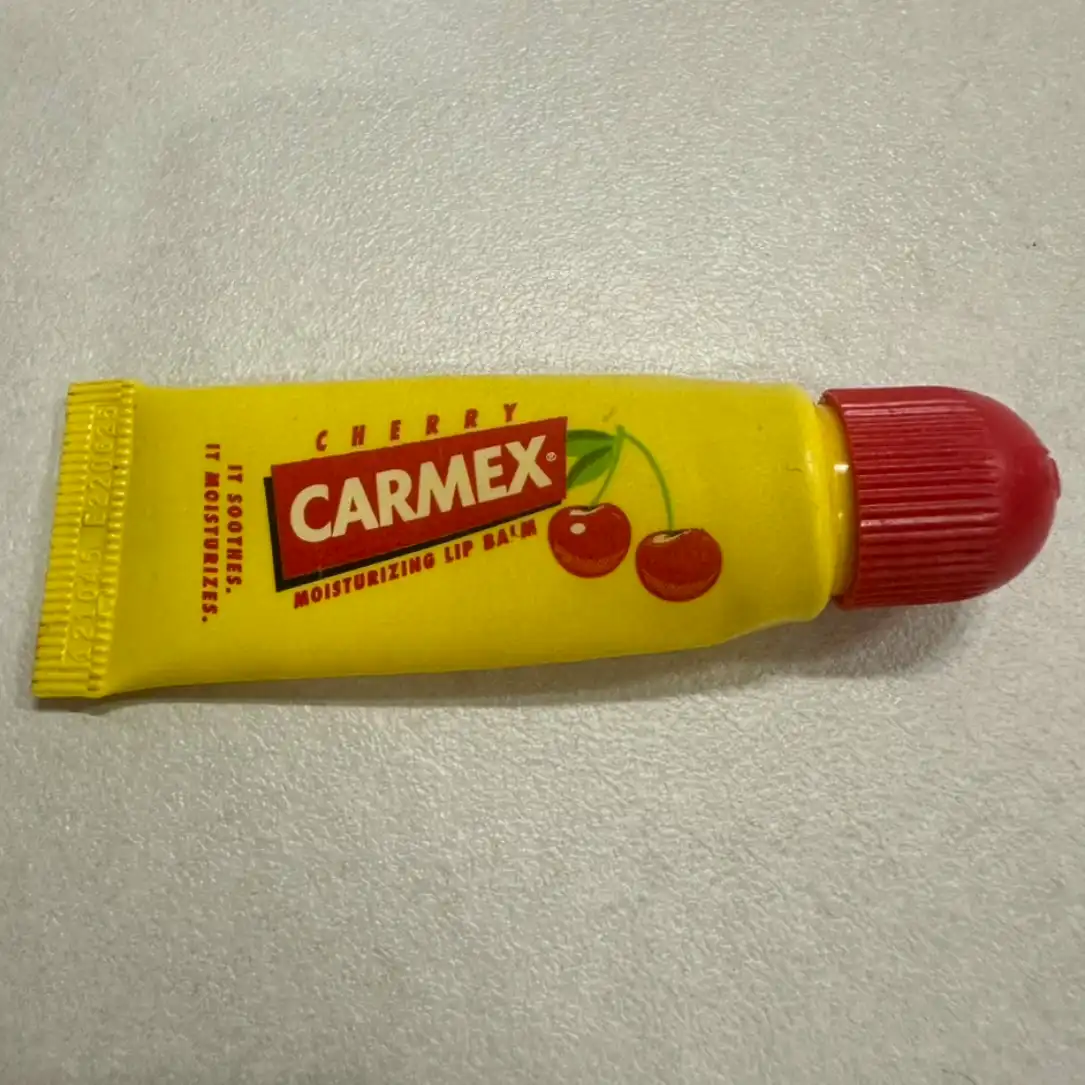 CHERRY
CARMEX®
MOISTURIZING LIP BALM
IT SOOTHES.
IT MOISTURIZES.